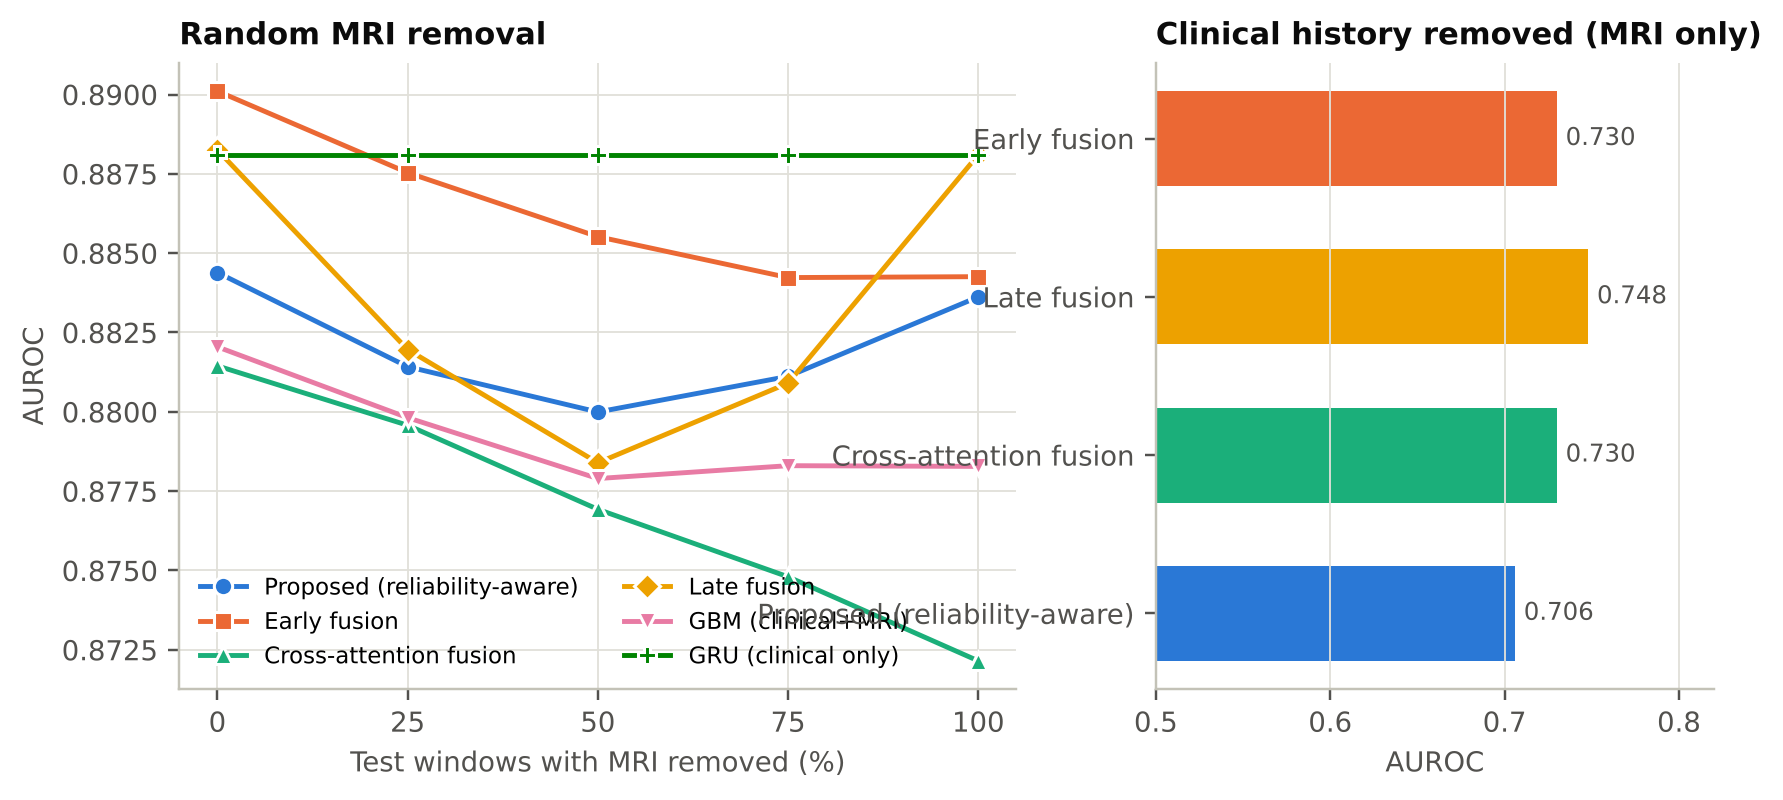 Random MRI removal
0.8900
0.8875
0.8850
0.8825
0.8800
0.8775
0.8750
0.8725
AUROC
Proposed (reliability-aware)
Early fusion
Cross-attention fusion
Late fusion
GBM (clinical+MRI)
GRU (clinical only)
0 25 50 75 100
Test windows with MRI removed (%)
Clinical history removed (MRI only)
Early fusion 0.730
Late fusion 0.748
Cross-attention fusion 0.730
Proposed (reliability-aware) 0.706
0.5 0.6 0.7 0.8
AUROC